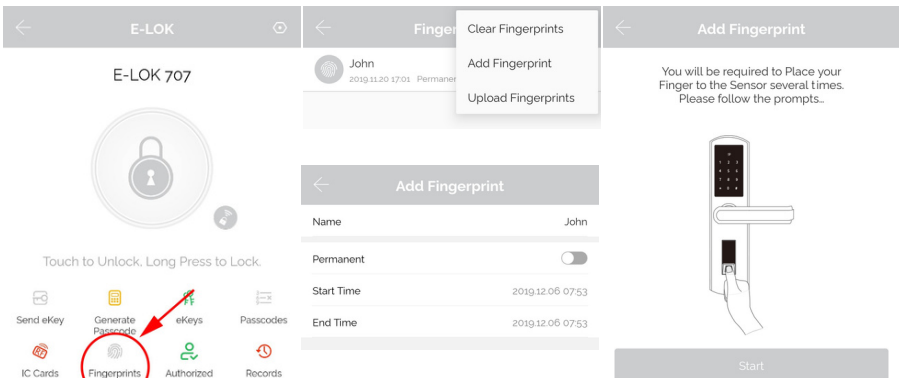 E-LOK
E-LOK 707
Touch to Unlock, Long Press to Lock.
Send eKey
Generate
Passcode
eKeys
Passcodes
IC Cards
Fingerprints
Authorized
Records
Finger
Clear Fingerprints
Add Fingerprint
Upload Fingerprints
John
2019.11.20 17:01 Permaner
Add Fingerprint
Name John
Permanent
Start Time 2019.12.06 07:53
End Time 2019.12.06 07:53
Add Fingerprint
You will be required to Place your
Finger to the Sensor several times.
Please follow the prompts...
Start